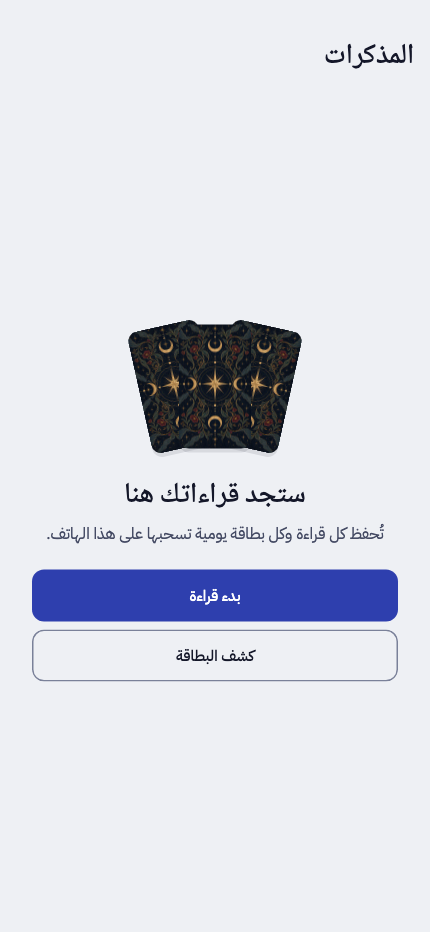 المذكرات
ستجد قراءاتك هنا
تُحفظ كل قراءة وكل بطاقة يومية تسحبها على هذا الهاتف.
بدء قراءة
كشف البطاقة